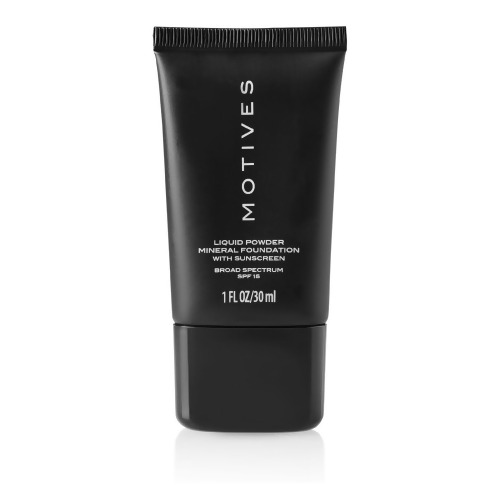 MOTIVES
LIQUID POWDER
MINERAL FOUNDATION
WITH SUNSCREEN
BROAD SPECTRUM
SPF 15
1 FL OZ/30 ml